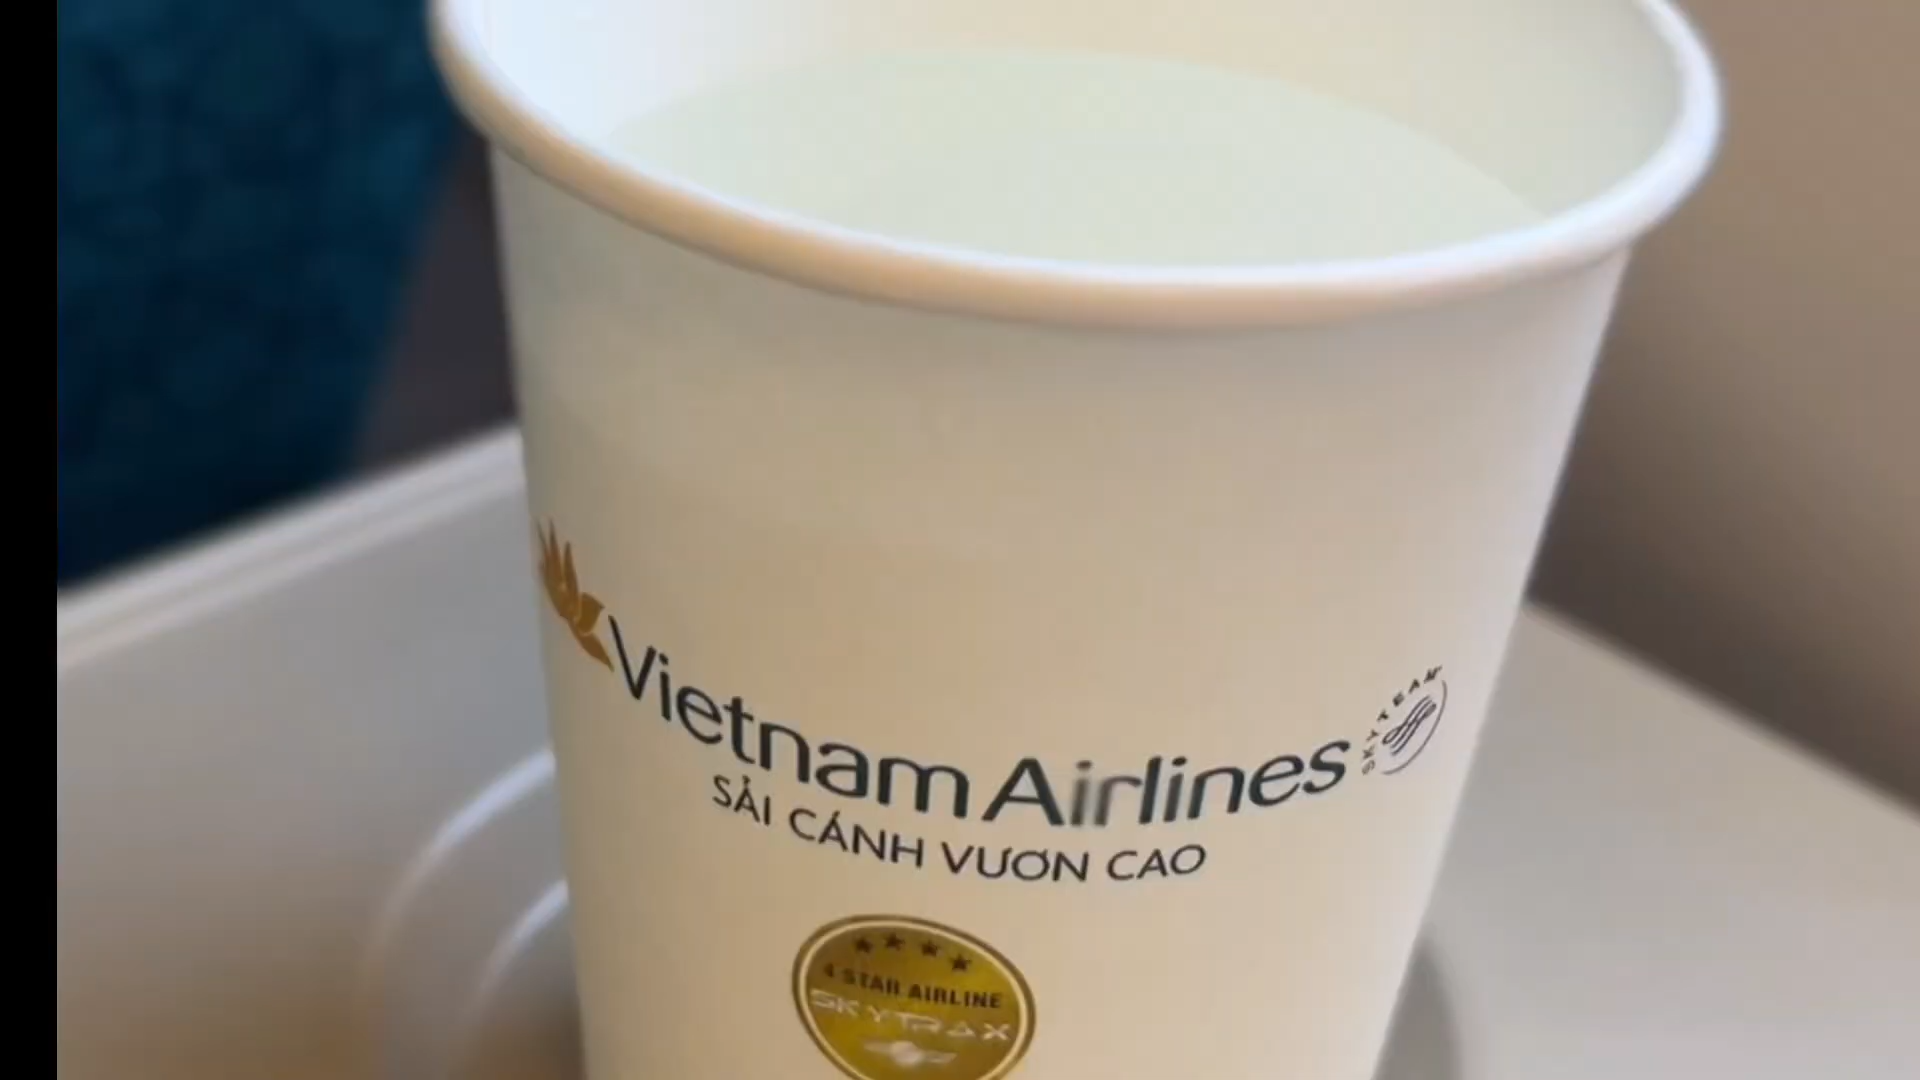 Vietnam Airlines
SKYTEAM
SẢI CÁNH VƯƠN CAO
4 STAR AIRLINE
SKYTRAX